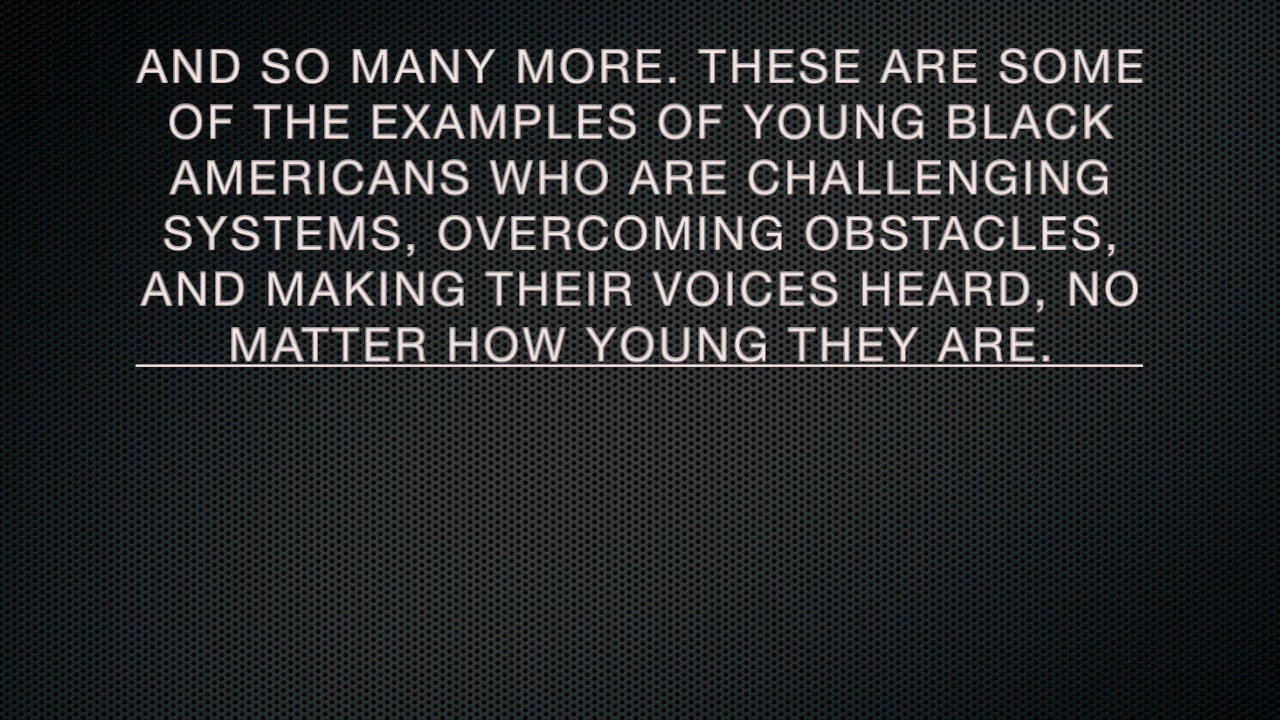 AND SO MANY MORE. THESE ARE SOME
OF THE EXAMPLES OF YOUNG BLACK
AMERICANS WHO ARE CHALLENGING
SYSTEMS, OVERCOMING OBSTACLES,
AND MAKING THEIR VOICES HEARD, NO
MATTER HOW YOUNG THEY ARE.